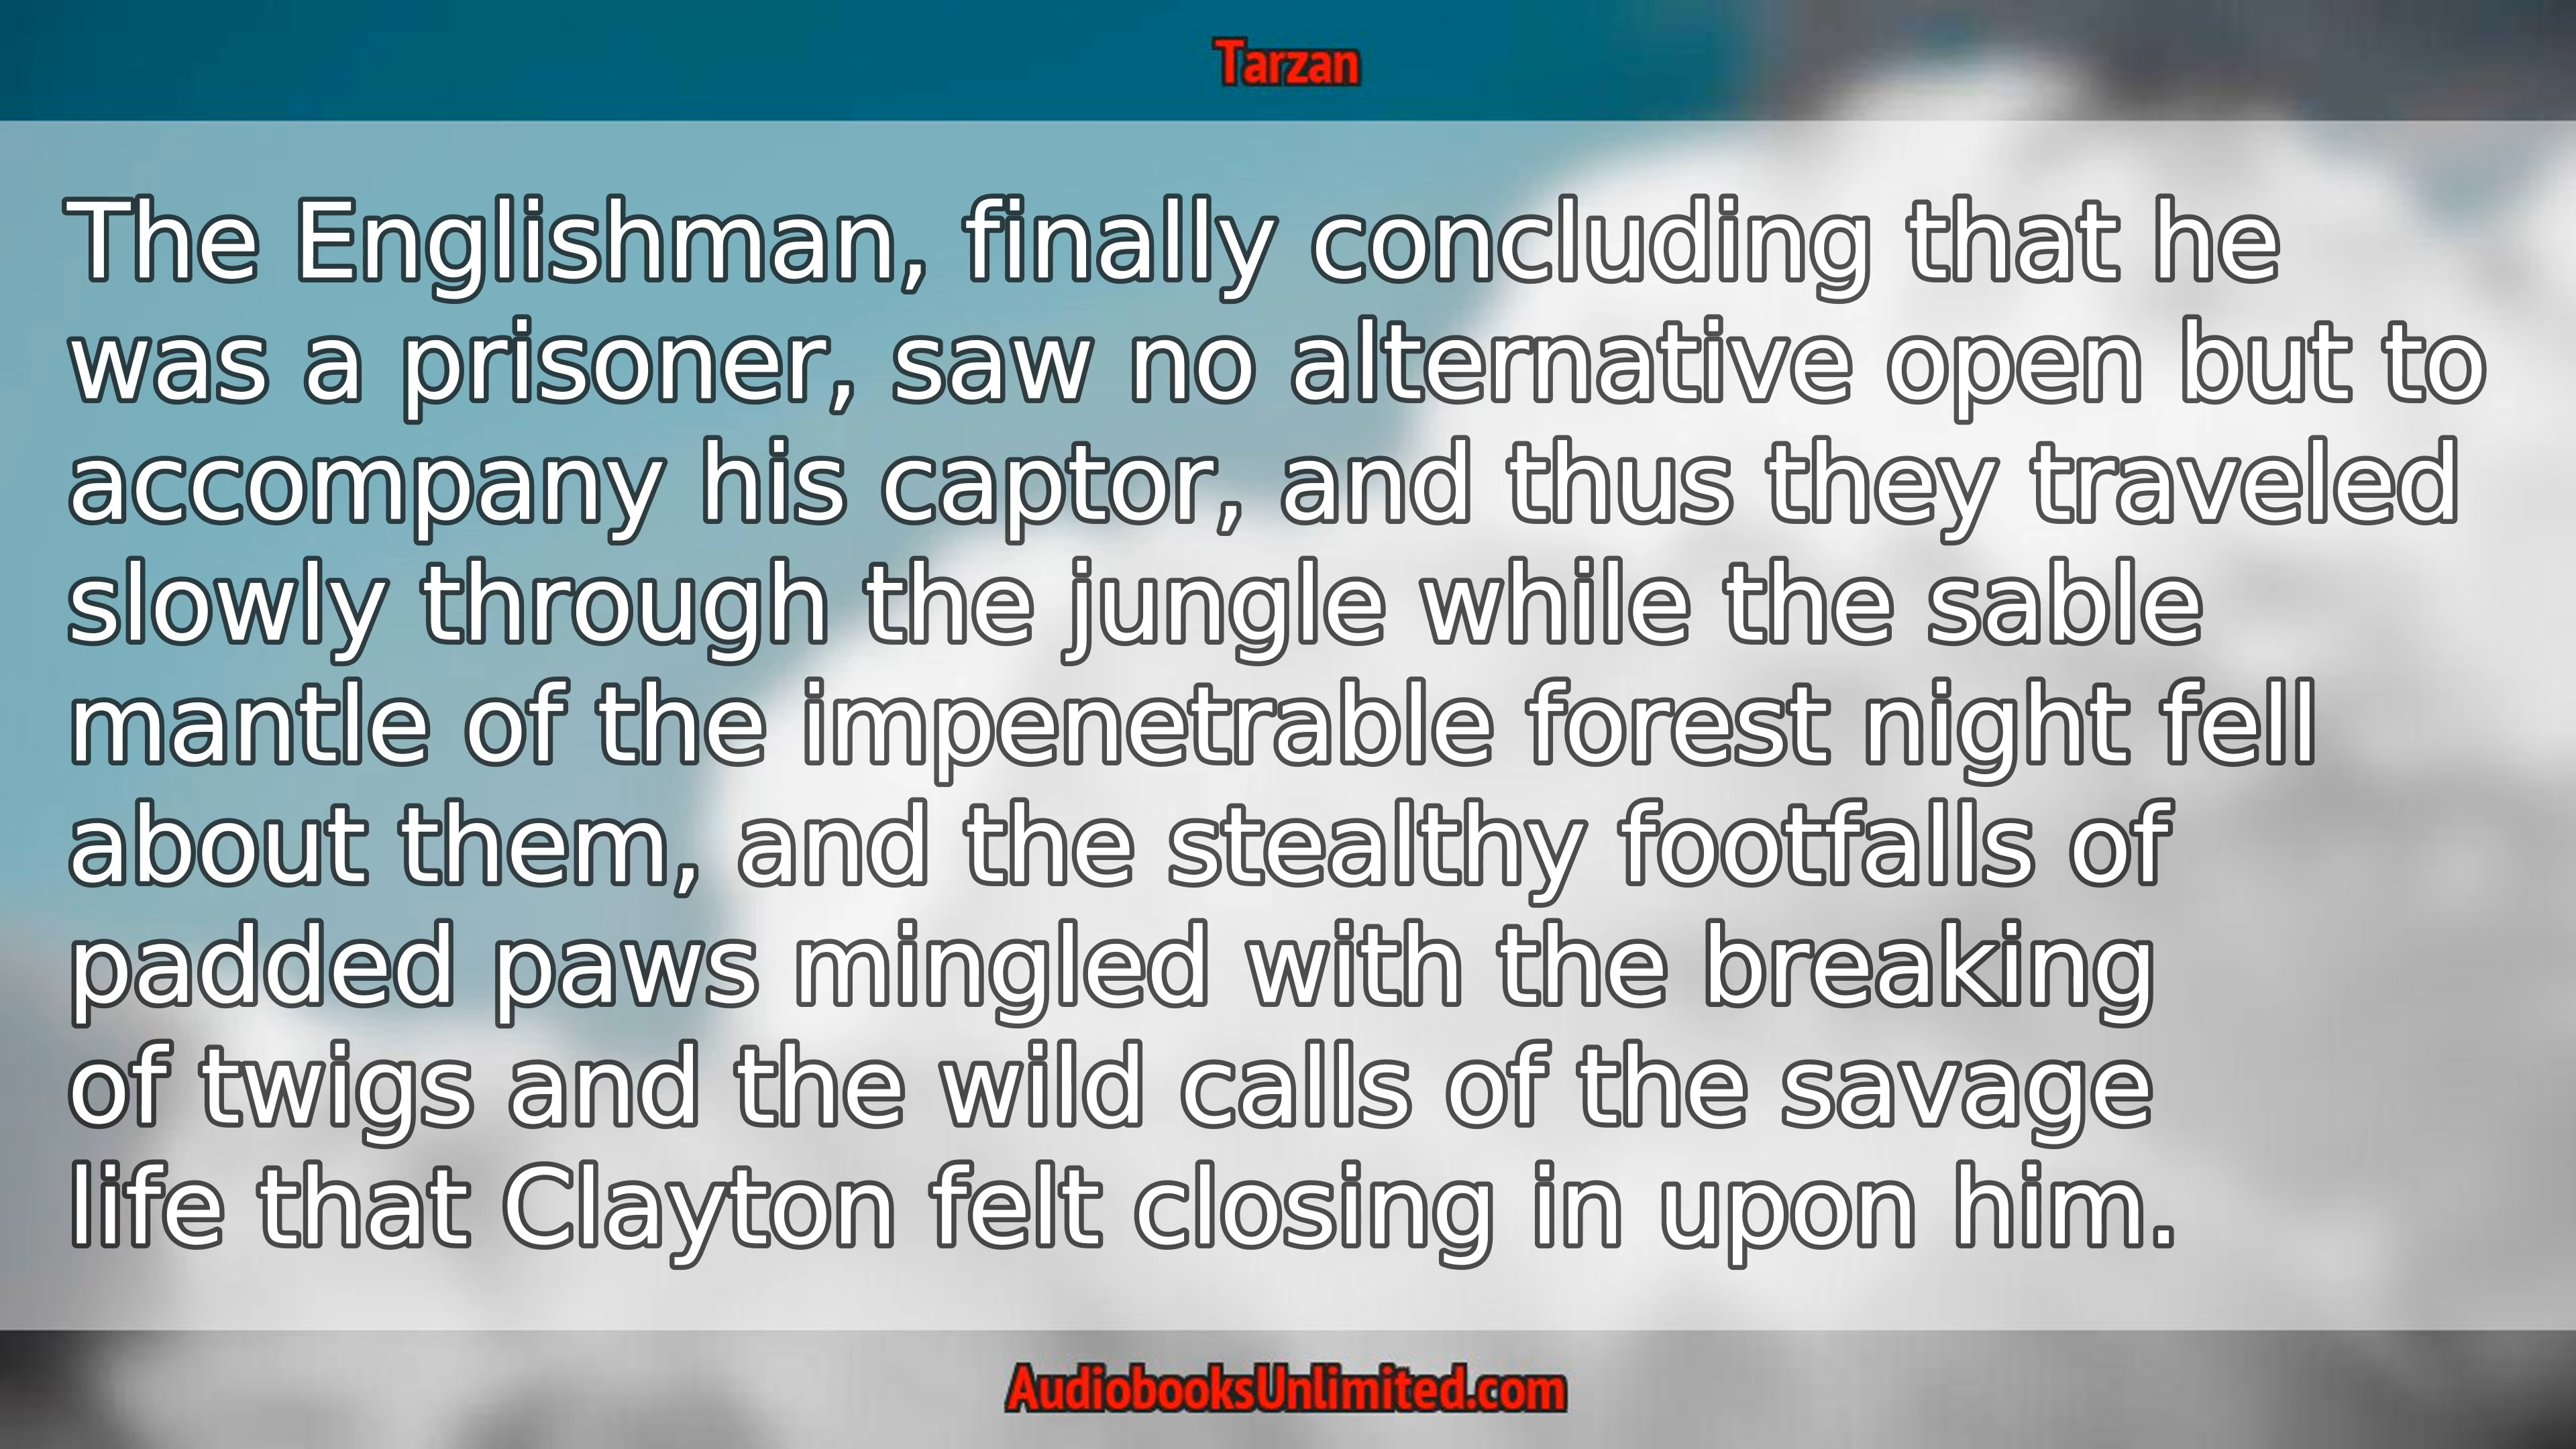 Tarzan
The Englishman, finally concluding that he
was a prisoner, saw no alternative open but to
accompany his captor, and thus they traveled
slowly through the jungle while the sable
mantle of the impenetrable forest night fell
about them, and the stealthy footfalls of
padded paws mingled with the breaking
of twigs and the wild calls of the savage
life that Clayton felt closing in upon him.
AudiobooksUnlimited.com